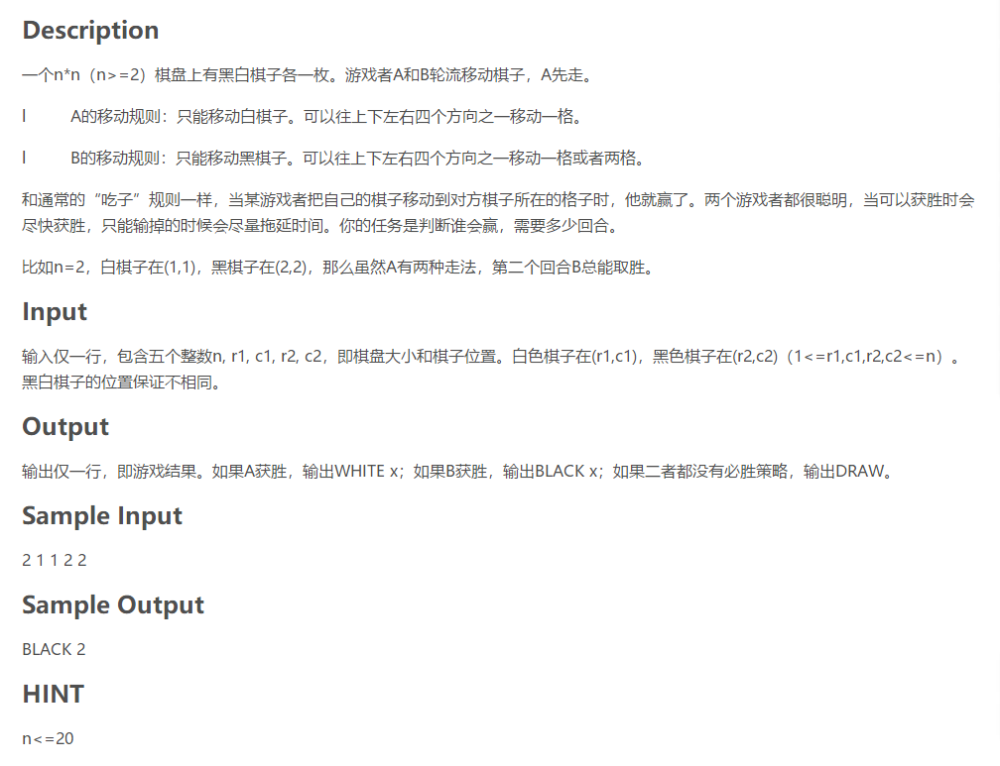 Description
一个n*n（n>=2）棋盘上有黑白棋子各一枚。游戏者A和B轮流移动棋子，A先走。
l A的移动规则：只能移动白棋子。可以往上下左右四个方向之一移动一格。
l B的移动规则：只能移动黑棋子。可以往上下左右四个方向之一移动一格或者两格。
和通常的“吃子”规则一样，当某游戏者把自己的棋子移动到对方棋子所在的格子时，他就赢了。两个游戏者都很聪明，当可以获胜时会
尽快获胜，只能输掉的时候会尽量拖延时间。你的任务是判断谁会赢，需要多少回合。
比如n=2，白棋子在(1,1)，黑棋子在(2,2)，那么虽然A有两种走法，第二个回合B总能取胜。
Input
输入仅一行，包含五个整数n, r1, c1, r2, c2，即棋盘大小和棋子位置。白色棋子在(r1,c1)，黑色棋子在(r2,c2)（1<=r1,c1,r2,c2<=n）。
黑白棋子的位置保证不相同。
Output
输出仅一行，即游戏结果。如果A获胜，输出WHITE x；如果B获胜，输出BLACK x；如果二者都没有必胜策略，输出DRAW。
Sample Input
2 1 1 2 2
Sample Output
BLACK 2
HINT
n<=20